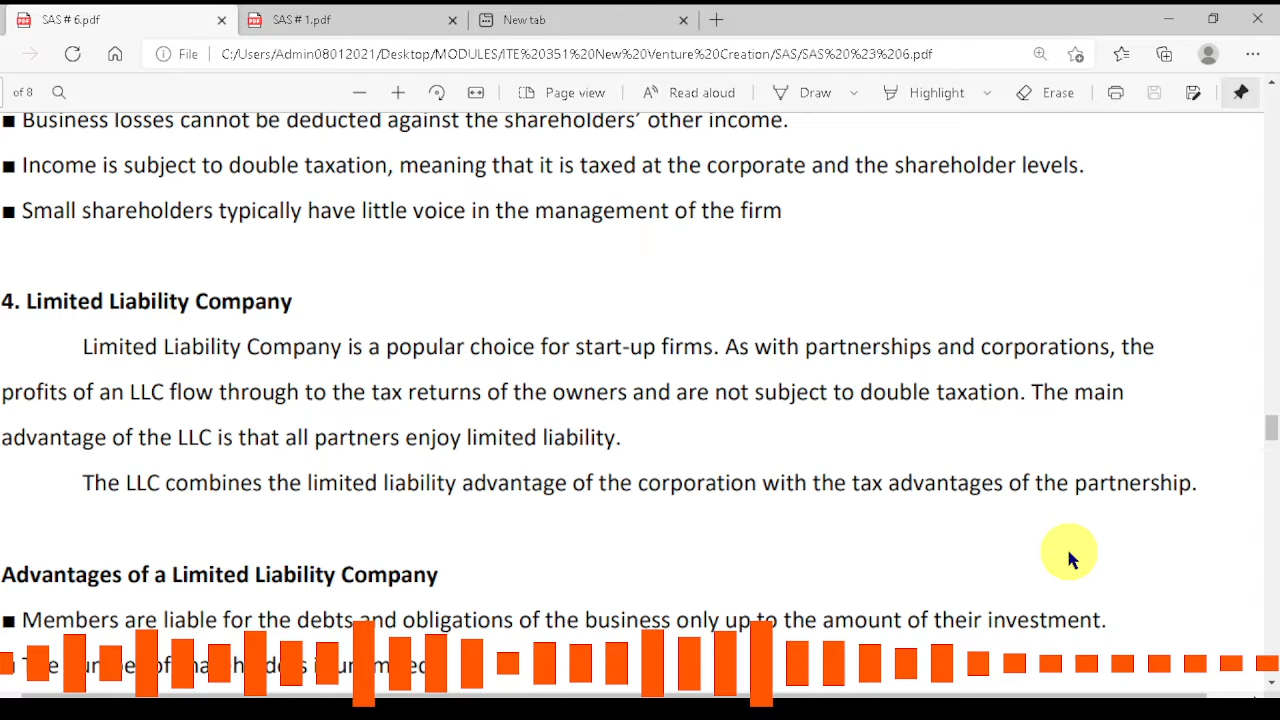 SAS # 6.pdf
SAS # 1.pdf
New tab
File
C:/Users/Admin08012021/Desktop/MODULES/ITE%20351%20New%20Venture%20Creation/SAS/SAS%20%23%206.pdf
of 8
Page view
Read aloud
Draw
Highlight
Erase
■ Business losses cannot be deducted against the shareholders’ other income.
■ Income is subject to double taxation, meaning that it is taxed at the corporate and the shareholder levels.
■ Small shareholders typically have little voice in the management of the firm
4. Limited Liability Company
Limited Liability Company is a popular choice for start-up firms. As with partnerships and corporations, the
profits of an LLC flow through to the tax returns of the owners and are not subject to double taxation. The main
advantage of the LLC is that all partners enjoy limited liability.
The LLC combines the limited liability advantage of the corporation with the tax advantages of the partnership.
Advantages of a Limited Liability Company
■ Members are liable for the debts and obligations of the business only up to the amount of their investment.